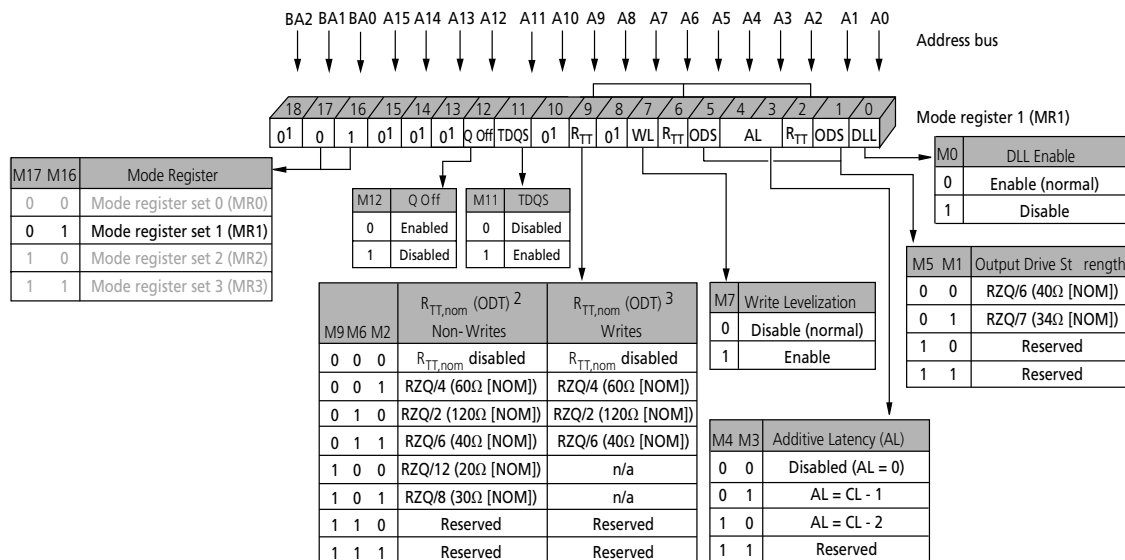 BA2 BA1 BA0 A15 A14 A13 A12 A11 A10 A9 A8 A7 A6 A5 A4 A3 A2 A1 A0
Address bus
18 17 16 15 14 13 12 11 10 9 8 7 6 5 4 3 2 1 0
0¹ 0 1 0¹ 0¹ 0¹ Q Off TDQS 0¹ RTT 0¹ WL RTT ODS AL RTT ODS DLL
Mode register 1 (MR1)
M17 M16 Mode Register
0 0 Mode register set 0 (MR0)
0 1 Mode register set 1 (MR1)
1 0 Mode register set 2 (MR2)
1 1 Mode register set 3 (MR3)
M12 Q Off
0 Enabled
1 Disabled
M11 TDQS
0 Disabled
1 Enabled
M0 DLL Enable
0 Enable (normal)
1 Disable
M5 M1 Output Drive St rength
0 0 RZQ/6 (40Ω [NOM])
0 1 RZQ/7 (34Ω [NOM])
1 0 Reserved
1 1 Reserved
M9 M6 M2 RTT,nom (ODT) 2 Non-Writes RTT,nom (ODT) 3 Writes
0 0 0 RTT,nom disabled RTT,nom disabled
0 0 1 RZQ/4 (60Ω [NOM]) RZQ/4 (60Ω [NOM])
0 1 0 RZQ/2 (120Ω [NOM]) RZQ/2 (120Ω [NOM])
0 1 1 RZQ/6 (40Ω [NOM]) RZQ/6 (40Ω [NOM])
1 0 0 RZQ/12 (20Ω [NOM]) n/a
1 0 1 RZQ/8 (30Ω [NOM]) n/a
1 1 0 Reserved Reserved
1 1 1 Reserved Reserved
M7 Write Levelization
0 Disable (normal)
1 Enable
M4 M3 Additive Latency (AL)
0 0 Disabled (AL = 0)
0 1 AL = CL - 1
1 0 AL = CL - 2
1 1 Reserved